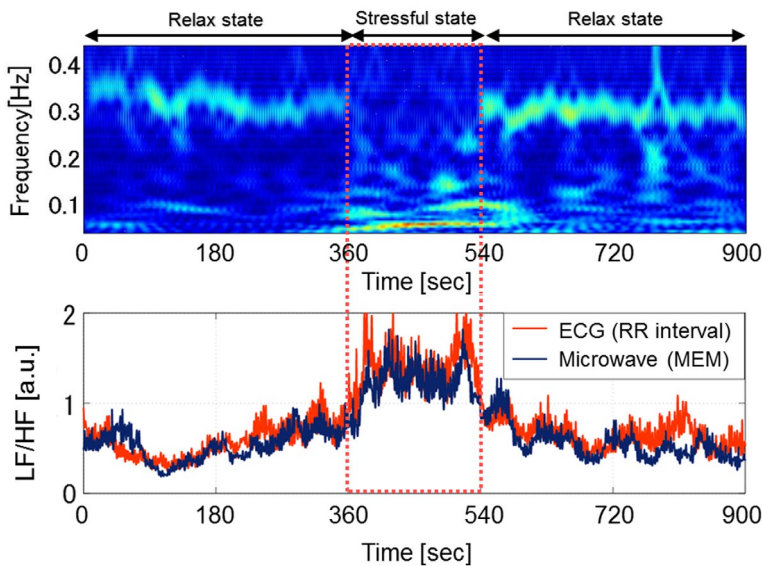 Relax state
Stressful state
Relax state
Frequency[Hz]
0.4
0.3
0.2
0.1
0 180 360 540 720 900
Time [sec]
LF/HF [a.u.]
2
1
0
ECG (RR interval)
Microwave (MEM)
0 180 360 540 720 900
Time [sec]